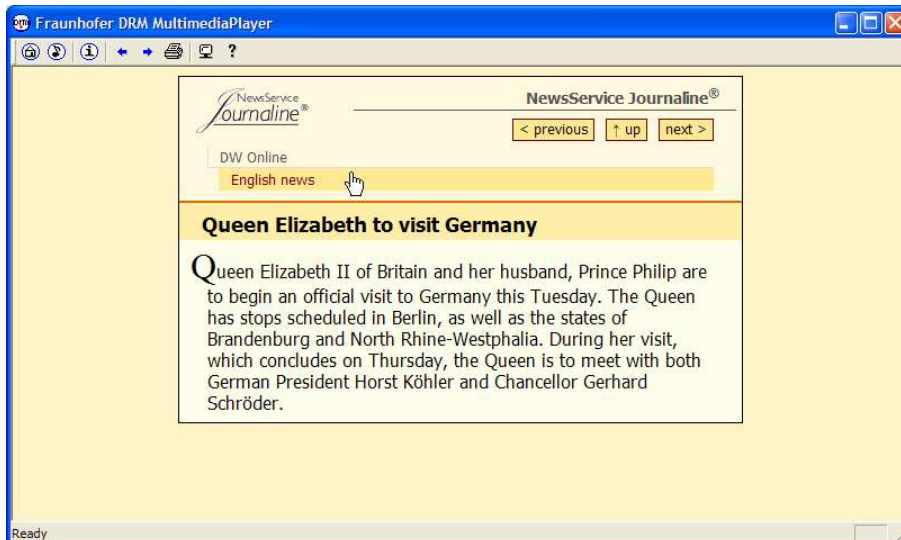 Fraunhofer DRM MultimediaPlayer
?
NewsService
Journaline®
NewsService Journaline®
< previous ↑ up next >
DW Online
English news
Queen Elizabeth to visit Germany
Queen Elizabeth II of Britain and her husband, Prince Philip are
to begin an official visit to Germany this Tuesday. The Queen
has stops scheduled in Berlin, as well as the states of
Brandenburg and North Rhine-Westphalia. During her visit,
which concludes on Thursday, the Queen is to meet with both
German President Horst Köhler and Chancellor Gerhard
Schröder.
Ready